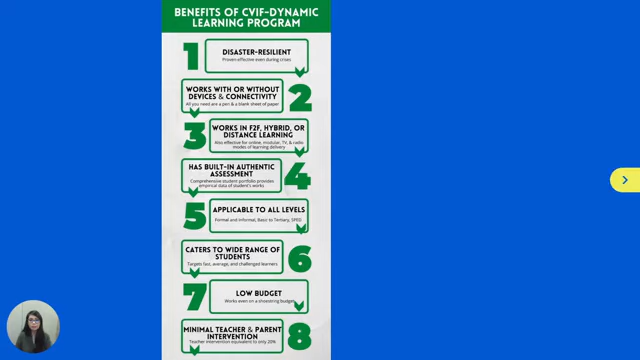 BENEFITS OF CVIF-DYNAMIC
LEARNING PROGRAM
1
DISASTER-RESILIENT
Proven-effective even during crises
WORKS WITH OR WITHOUT
DEVICES & CONNECTIVITY
All you need are a pen & a blank sheet of paper
2
3
WORKS IN F2F, HYBRID, OR
DISTANCE LEARNING
Also effective for online, modular, TV, & radio
modes of learning delivery
HAS BUILT-IN AUTHENTIC
ASSESSMENT
Comprehensive student portfolio provides
empirical data of student's works
4
5
APPLICABLE TO ALL LEVELS
Formal and Informal, Basic to Tertiary, SPED
CATERS TO WIDE RANGE OF
STUDENTS
Targets fast, average, and challenged learners
6
7
LOW BUDGET
Works even on a shoestring budget
MINIMAL TEACHER & PARENT
INTERVENTION
Teacher intervention equivalent to only 20%
8